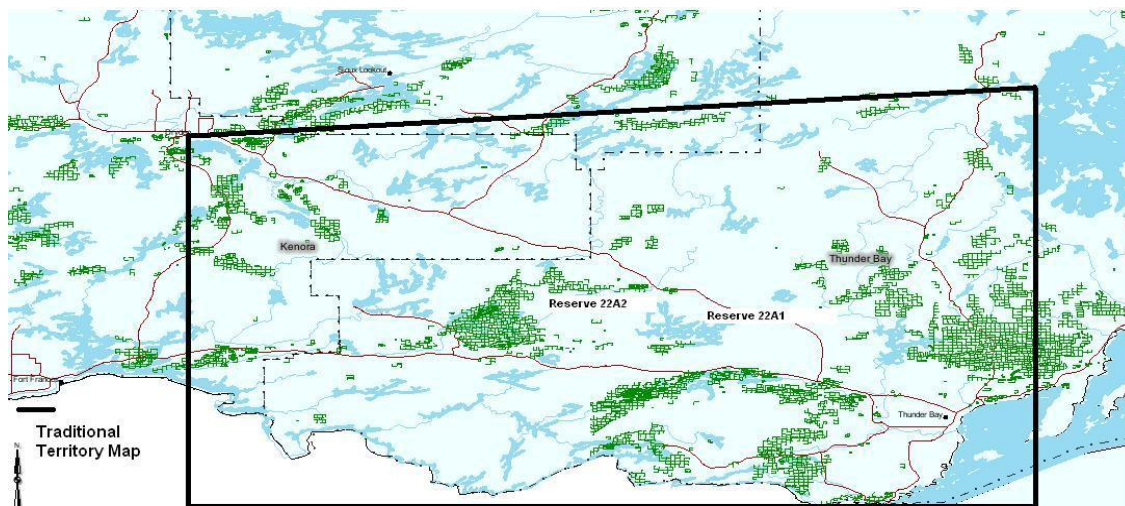 Sioux Lookout
Kenora
Thunder Bay
Reserve 22A2
Reserve 22A1
Fort Frances
Thunder Bay
Traditional
Territory Map
N